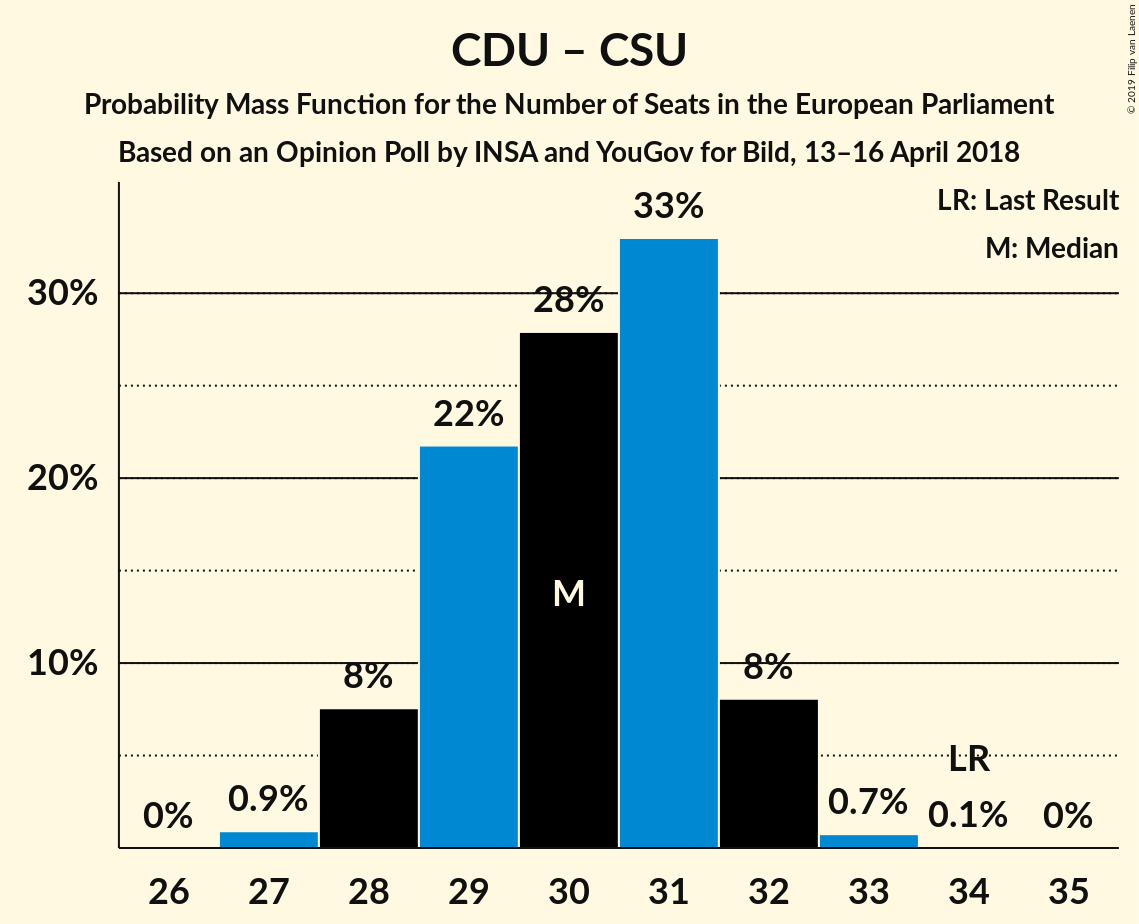 CDU – CSU
Probability Mass Function for the Number of Seats in the European Parliament
Based on an Opinion Poll by INSA and YouGov for Bild, 13–16 April 2018
© 2019 Filip van Laenen
LR: Last Result
M: Median
33%
30%
28%
22%
20%
M
10%
8%
8%
LR
0%
0.9%
0.7%
0.1%
0%
26 27 28 29 30 31 32 33 34 35